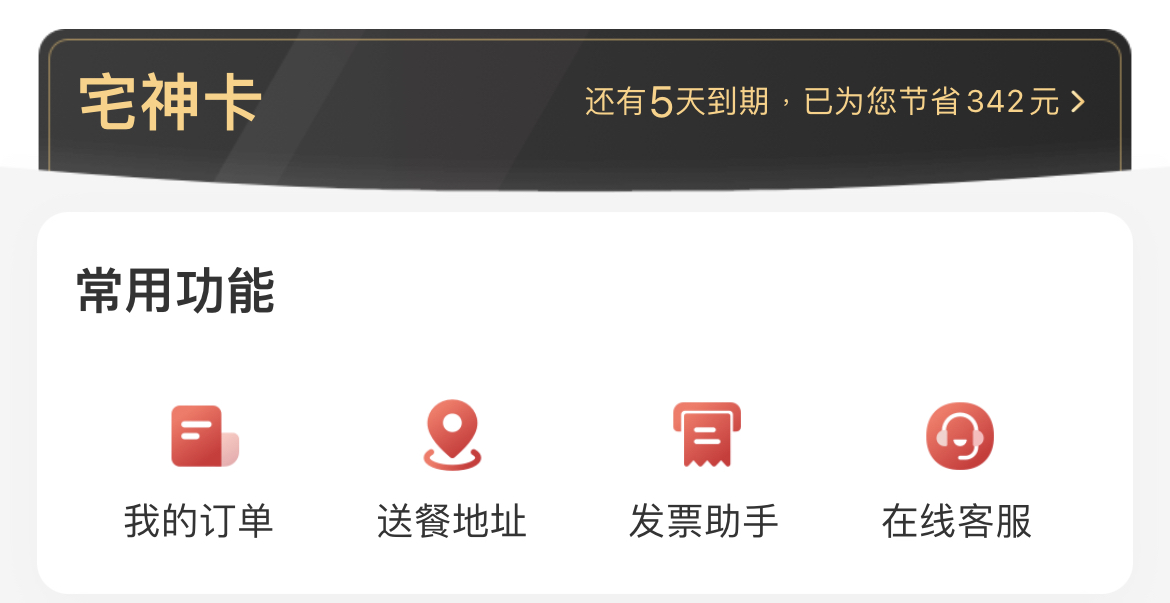 宅神卡
还有5天到期，已为您节省342元
常用功能
我的订单 送餐地址 发票助手 在线客服